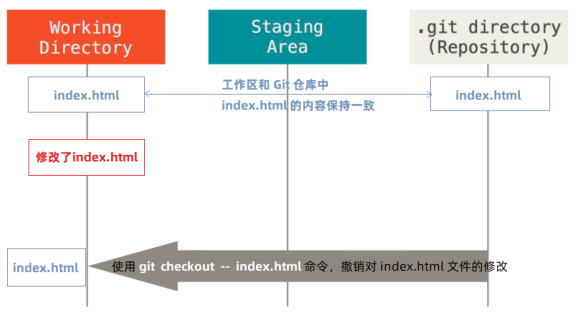 Working
Directory
Staging
Area
.git directory
(Repository)
index.html
工作区和 Git 仓库中
index.html 的内容保持一致
index.html
修改了index.html
index.html
使用 git checkout -- index.html 命令，撤销对 index.html 文件的修改